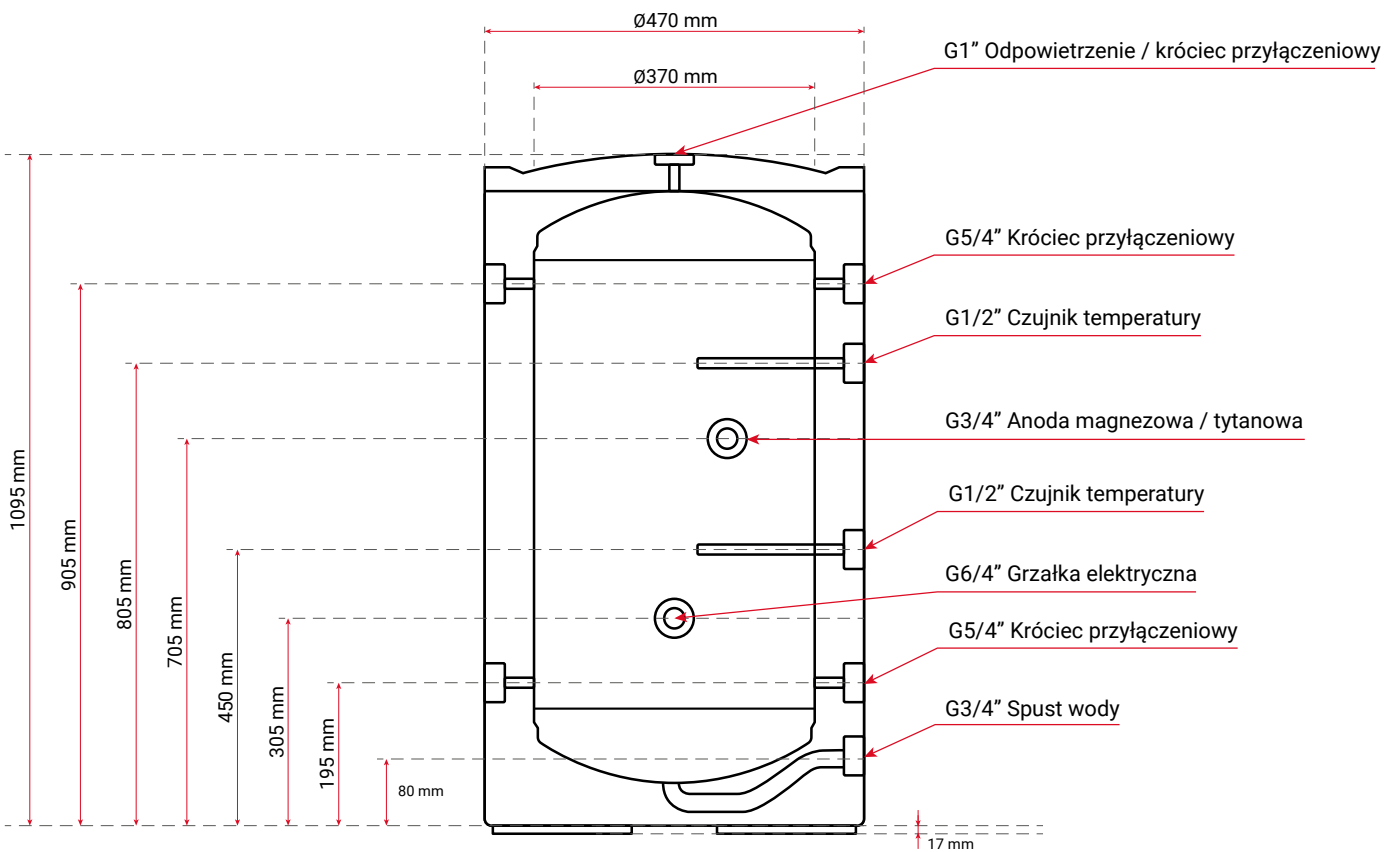 Ø470 mm
Ø370 mm
G1” Odpowietrzenie / króciec przyłączeniowy
G5/4” Króciec przyłączeniowy
G1/2” Czujnik temperatury
G3/4” Anoda magnezowa / tytanowa
G1/2” Czujnik temperatury
G6/4” Grzałka elektryczna
G5/4” Króciec przyłączeniowy
G3/4” Spust wody
1095 mm
905 mm
805 mm
705 mm
450 mm
305 mm
195 mm
80 mm
17 mm